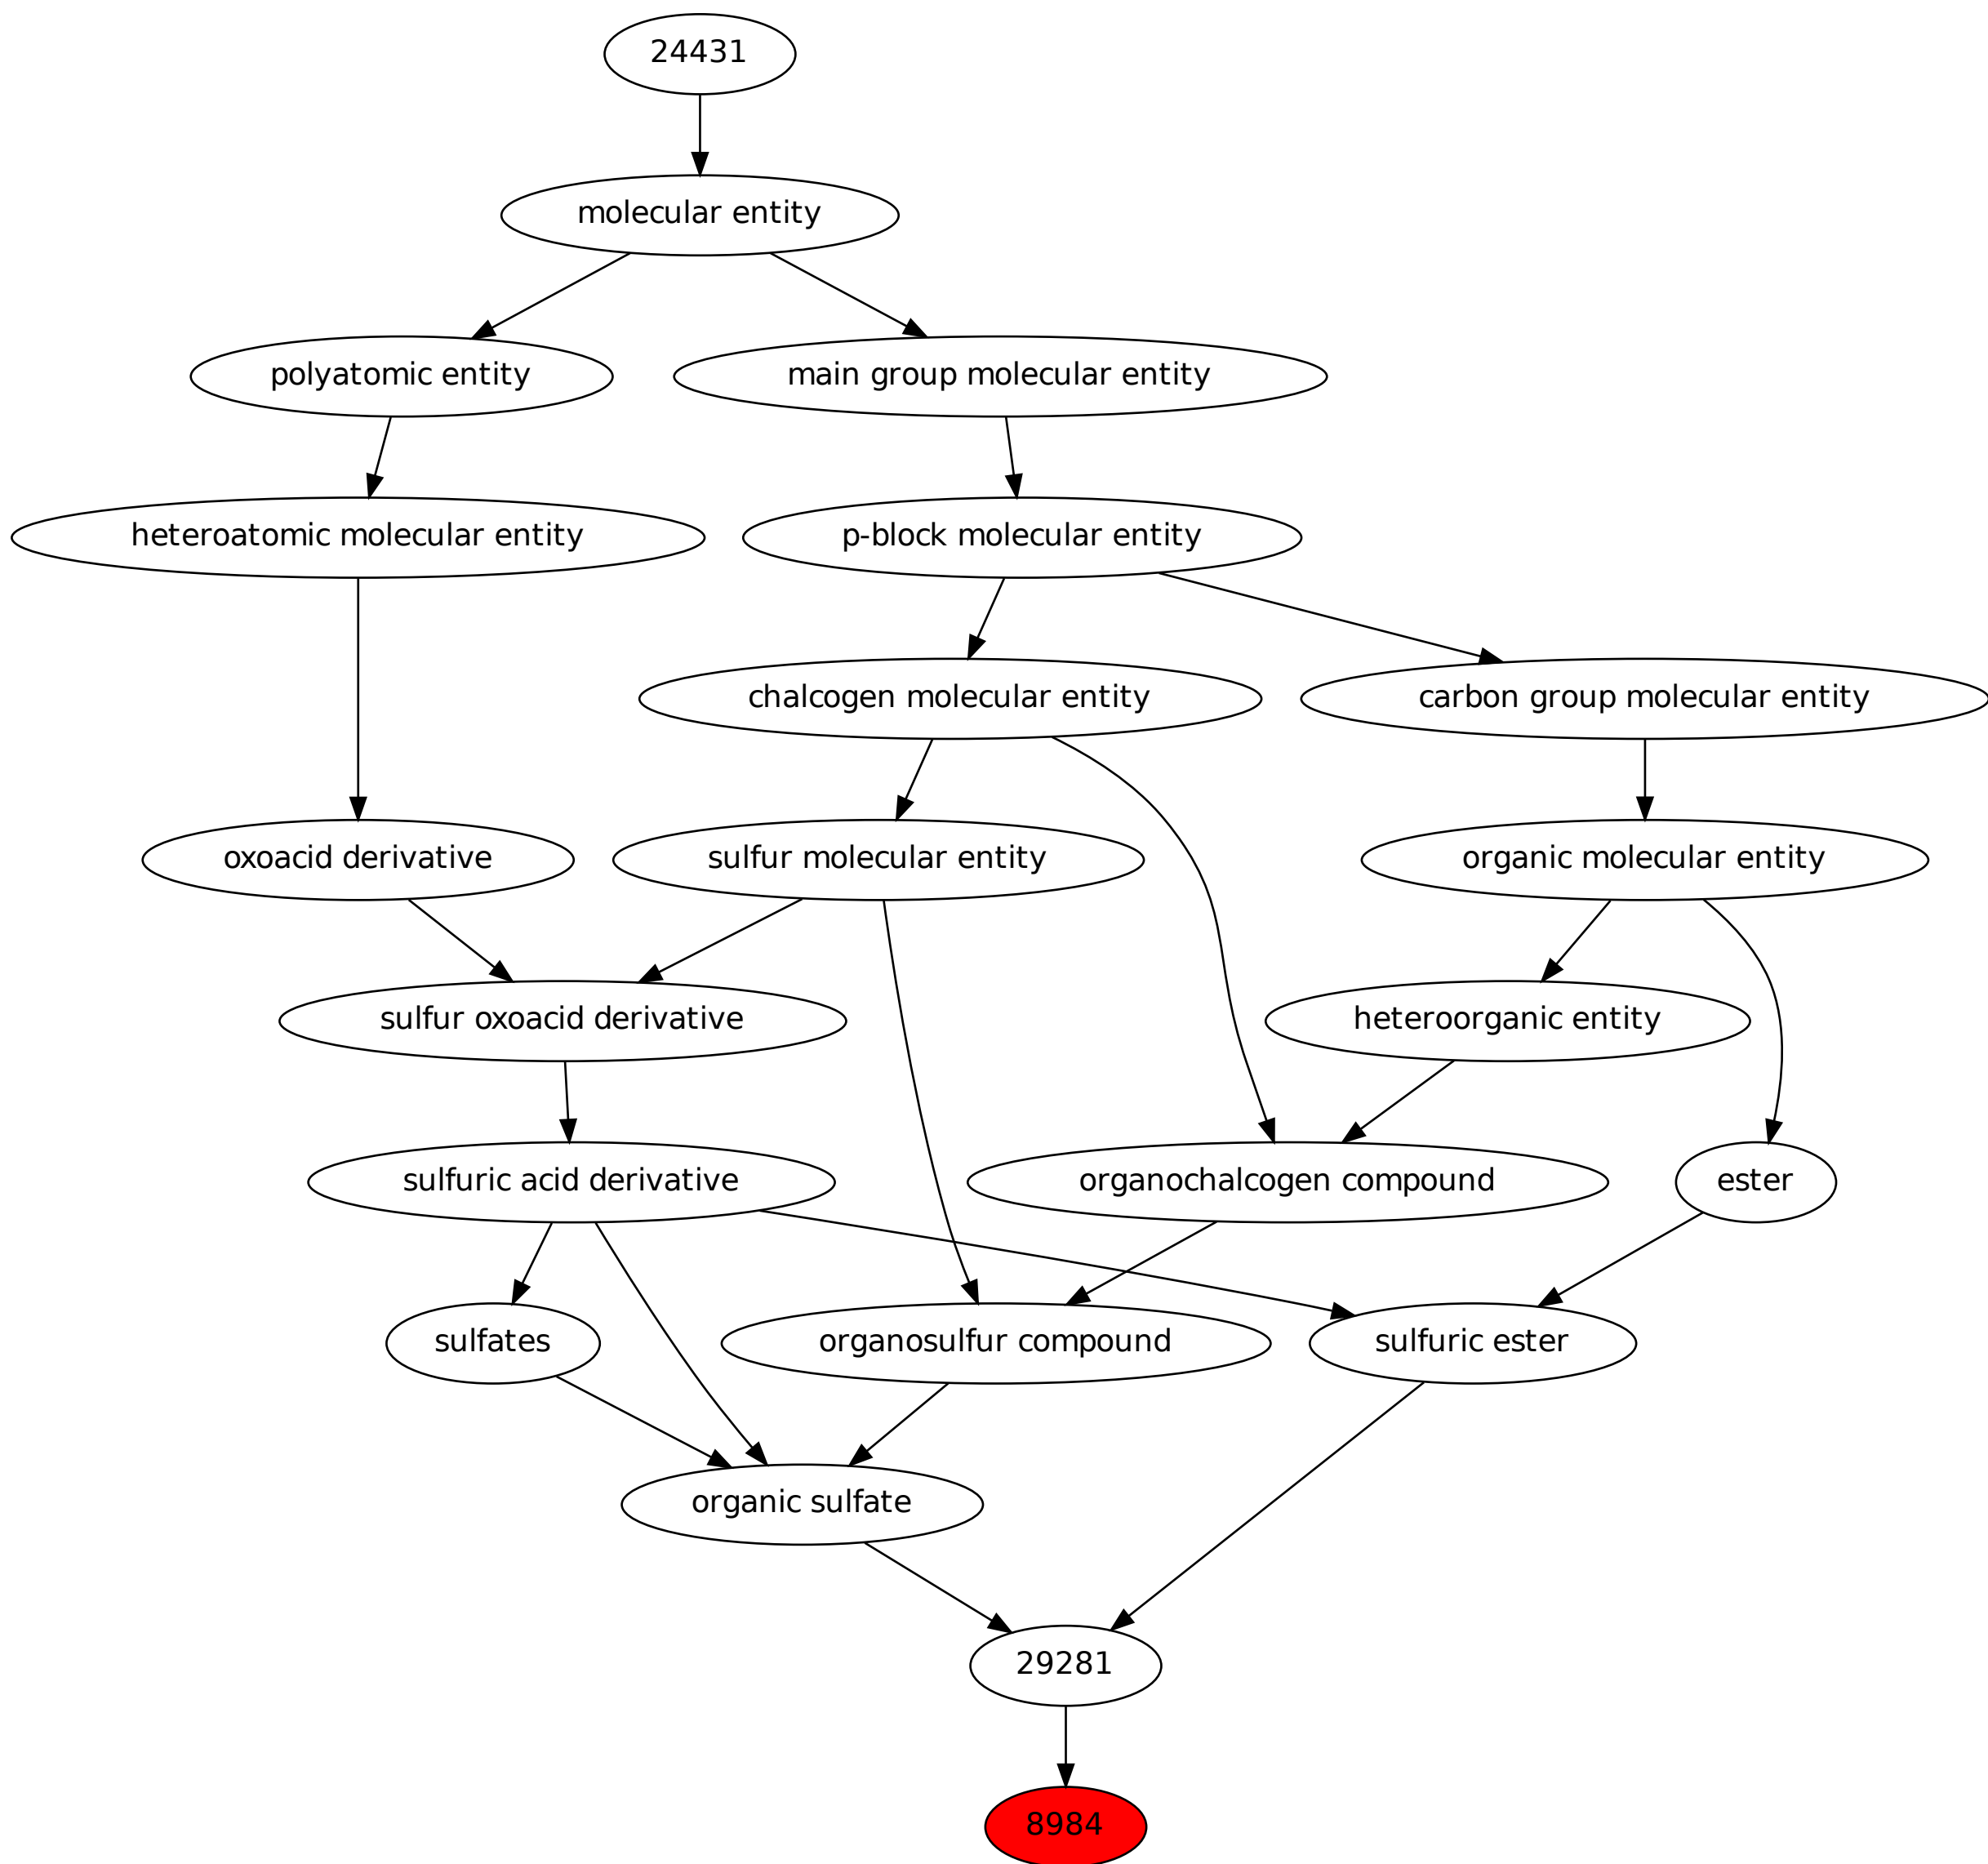 24431
molecular entity
polyatomic entity
main group molecular entity
heteroatomic molecular entity
p-block molecular entity
chalcogen molecular entity
carbon group molecular entity
oxoacid derivative
sulfur molecular entity
organic molecular entity
sulfur oxoacid derivative
heteroorganic entity
sulfuric acid derivative
organochalcogen compound
ester
sulfates
organosulfur compound
sulfuric ester
organic sulfate
29281
8984